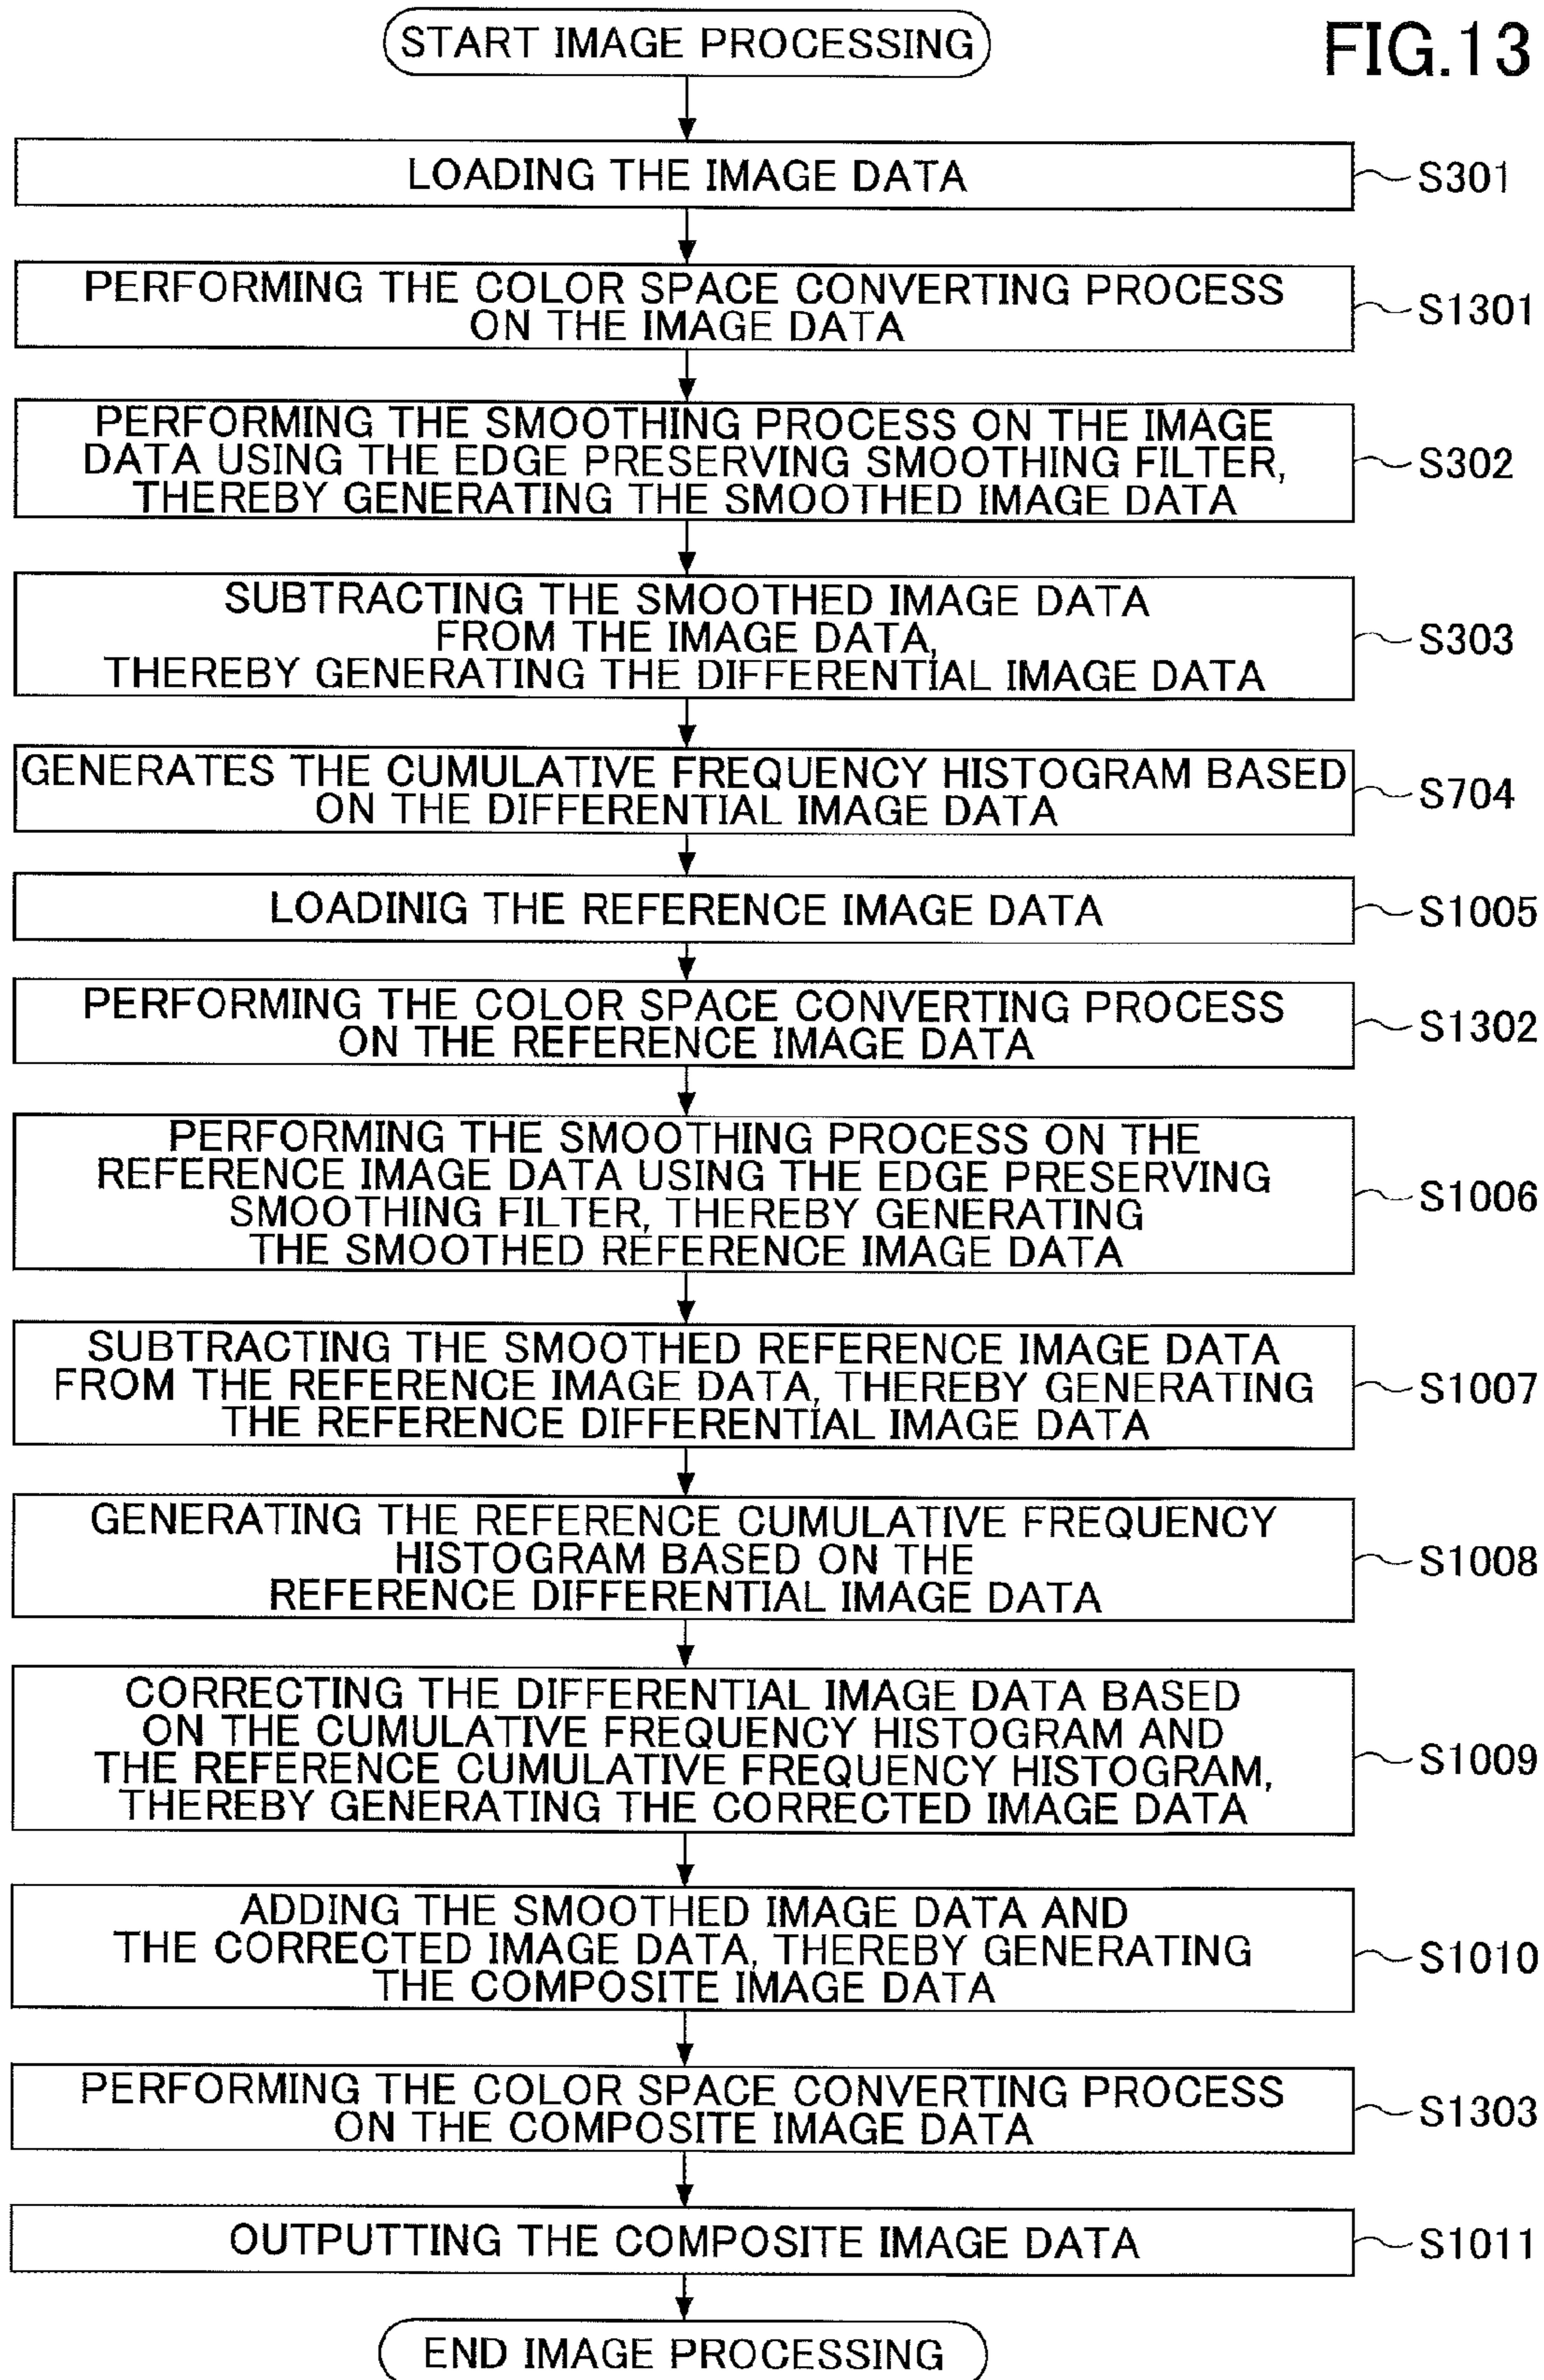 START IMAGE PROCESSING
FIG.13
LOADING THE IMAGE DATA
S301
PERFORMING THE COLOR SPACE CONVERTING PROCESS
ON THE IMAGE DATA
S1301
PERFORMING THE SMOOTHING PROCESS ON THE IMAGE
DATA USING THE EDGE PRESERVING SMOOTHING FILTER,
THEREBY GENERATING THE SMOOTHED IMAGE DATA
S302
SUBTRACTING THE SMOOTHED IMAGE DATA
FROM THE IMAGE DATA,
THEREBY GENERATING THE DIFFERENTIAL IMAGE DATA
S303
GENERATES THE CUMULATIVE FREQUENCY HISTOGRAM BASED
ON THE DIFFERENTIAL IMAGE DATA
S704
LOADINIG THE REFERENCE IMAGE DATA
S1005
PERFORMING THE COLOR SPACE CONVERTING PROCESS
ON THE REFERENCE IMAGE DATA
S1302
PERFORMING THE SMOOTHING PROCESS ON THE
REFERENCE IMAGE DATA USING THE EDGE PRESERVING
SMOOTHING FILTER, THEREBY GENERATING
THE SMOOTHED REFERENCE IMAGE DATA
S1006
SUBTRACTING THE SMOOTHED REFERENCE IMAGE DATA
FROM THE REFERENCE IMAGE DATA, THEREBY GENERATING
THE REFERENCE DIFFERENTIAL IMAGE DATA
S1007
GENERATING THE REFERENCE CUMULATIVE FREQUENCY
HISTOGRAM BASED ON THE
REFERENCE DIFFERENTIAL IMAGE DATA
S1008
CORRECTING THE DIFFERENTIAL IMAGE DATA BASED
ON THE CUMULATIVE FREQUENCY HISTOGRAM AND
THE REFERENCE CUMULATIVE FREQUENCY HISTOGRAM,
THEREBY GENERATING THE CORRECTED IMAGE DATA
S1009
ADDING THE SMOOTHED IMAGE DATA AND
THE CORRECTED IMAGE DATA, THEREBY GENERATING
THE COMPOSITE IMAGE DATA
S1010
PERFORMING THE COLOR SPACE CONVERTING PROCESS
ON THE COMPOSITE IMAGE DATA
S1303
OUTPUTTING THE COMPOSITE IMAGE DATA
S1011
END IMAGE PROCESSING